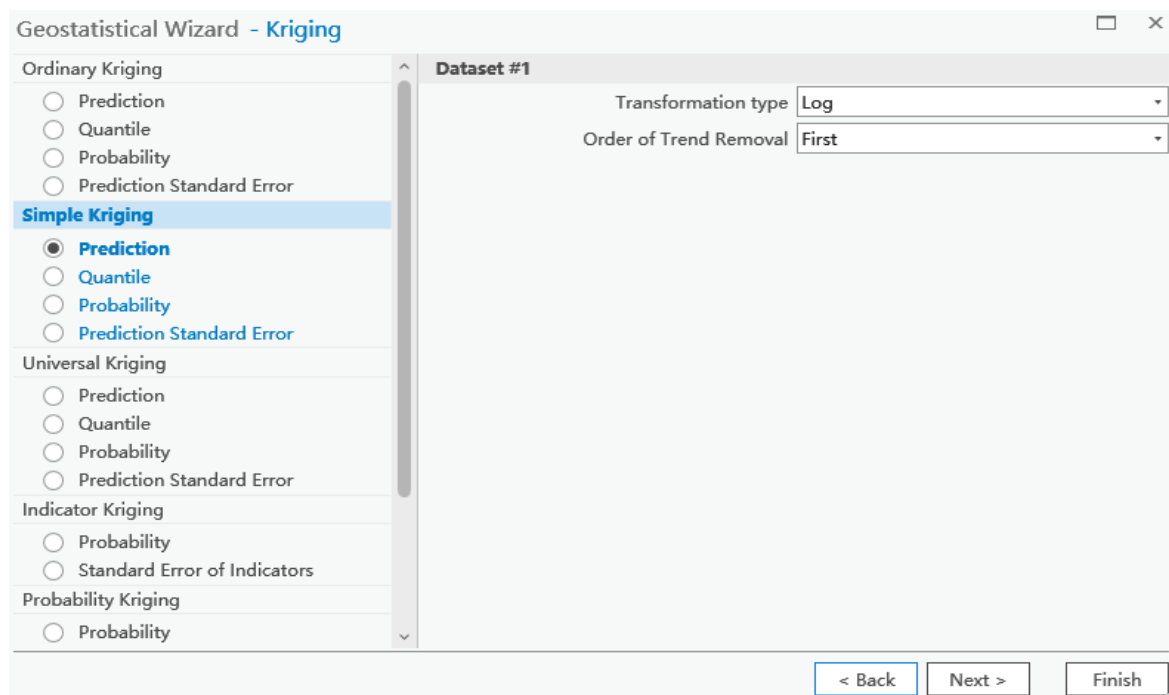 Geostatistical Wizard - Kriging
Ordinary Kriging
Prediction
Quantile
Probability
Prediction Standard Error
Simple Kriging
Prediction
Quantile
Probability
Prediction Standard Error
Universal Kriging
Prediction
Quantile
Probability
Prediction Standard Error
Indicator Kriging
Probability
Standard Error of Indicators
Probability Kriging
Probability
Dataset #1
Transformation type Log
Order of Trend Removal First
< Back Next > Finish